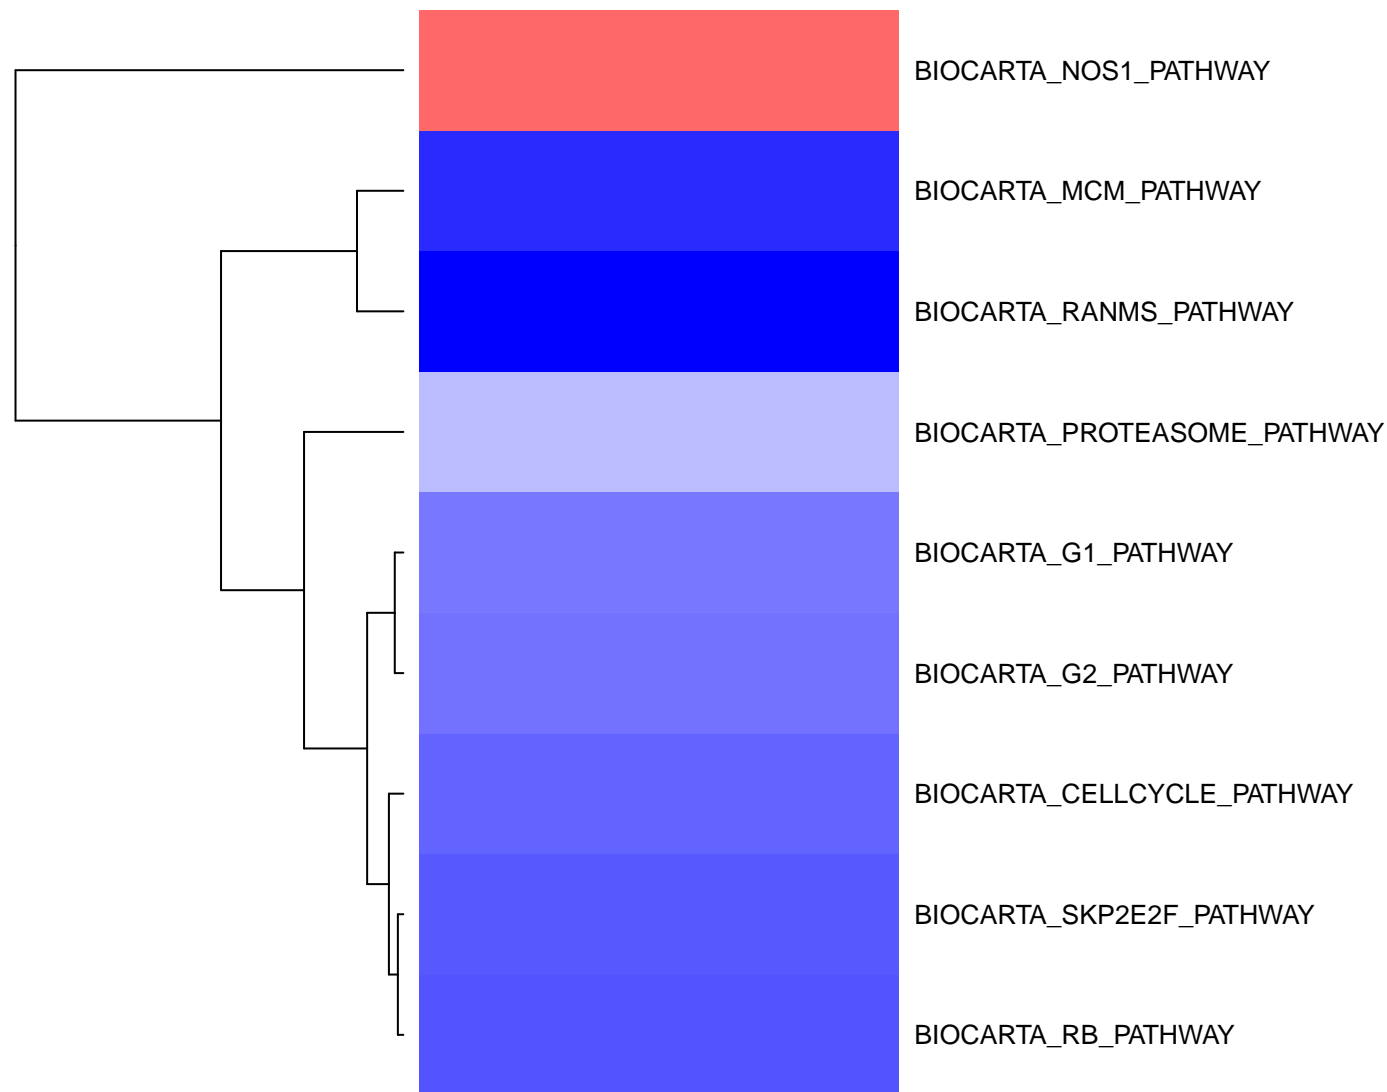 BIOCARTA_NOS1_PATHWAY
BIOCARTA_MCM_PATHWAY
BIOCARTA_RANMS_PATHWAY
BIOCARTA_PROTEASOME_PATHWAY
BIOCARTA_G1_PATHWAY
BIOCARTA_G2_PATHWAY
BIOCARTA_CELLCYCLE_PATHWAY
BIOCARTA_SKP2E2F_PATHWAY
BIOCARTA_RB_PATHWAY